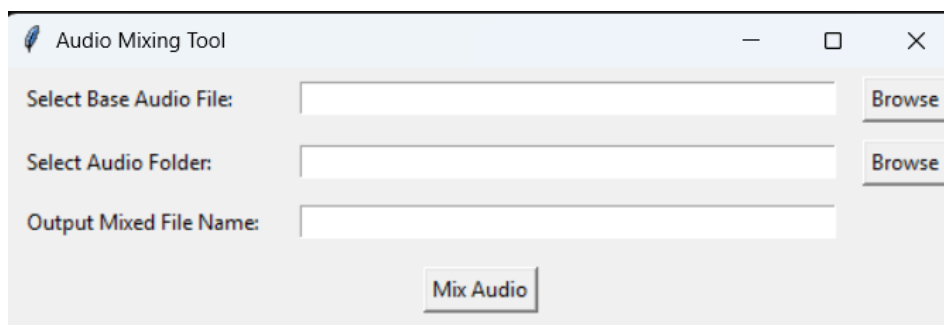 Audio Mixing Tool
Select Base Audio File: Browse
Select Audio Folder: Browse
Output Mixed File Name:
Mix Audio